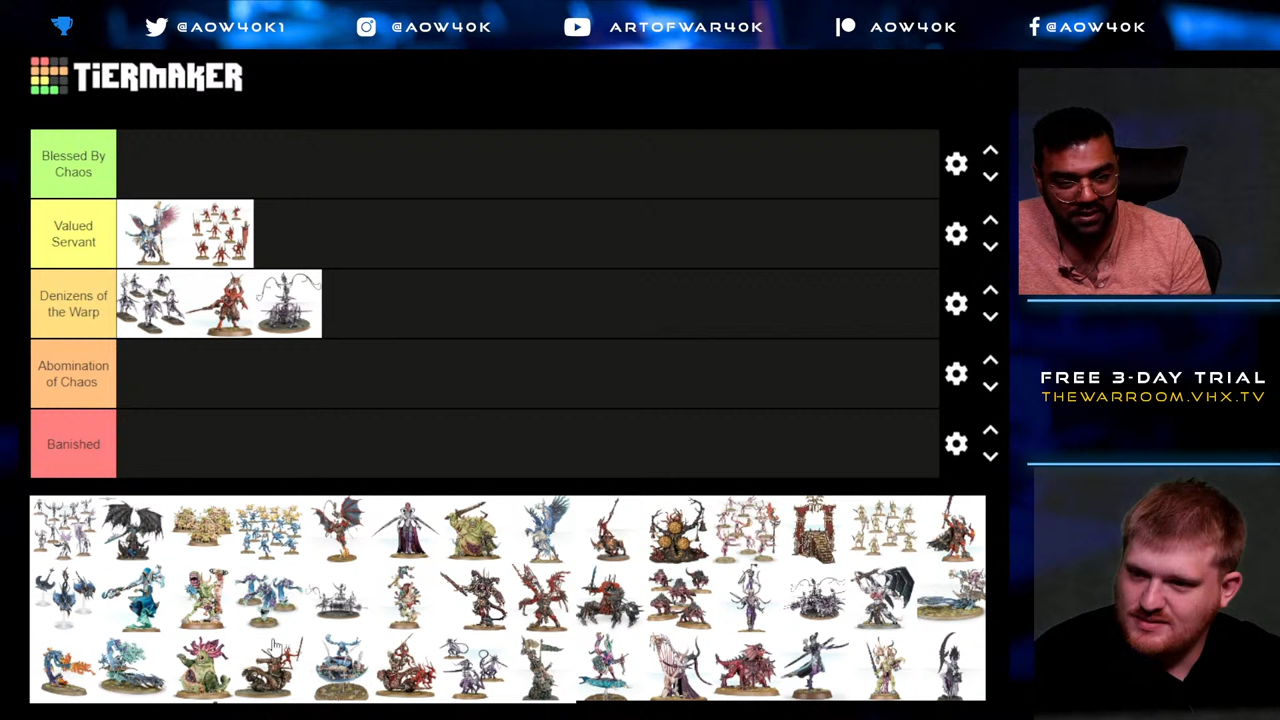 @AOW40K1
@AOW40K
ARTOFWAR40K
AOW40K
@AOW40K
TiERMAKER
Blessed By
Chaos
Valued
Servant
Denizens of
the Warp
Abomination
of Chaos
Banished
FREE 3-DAY TRIAL
THEWARROOM.VHX.TV